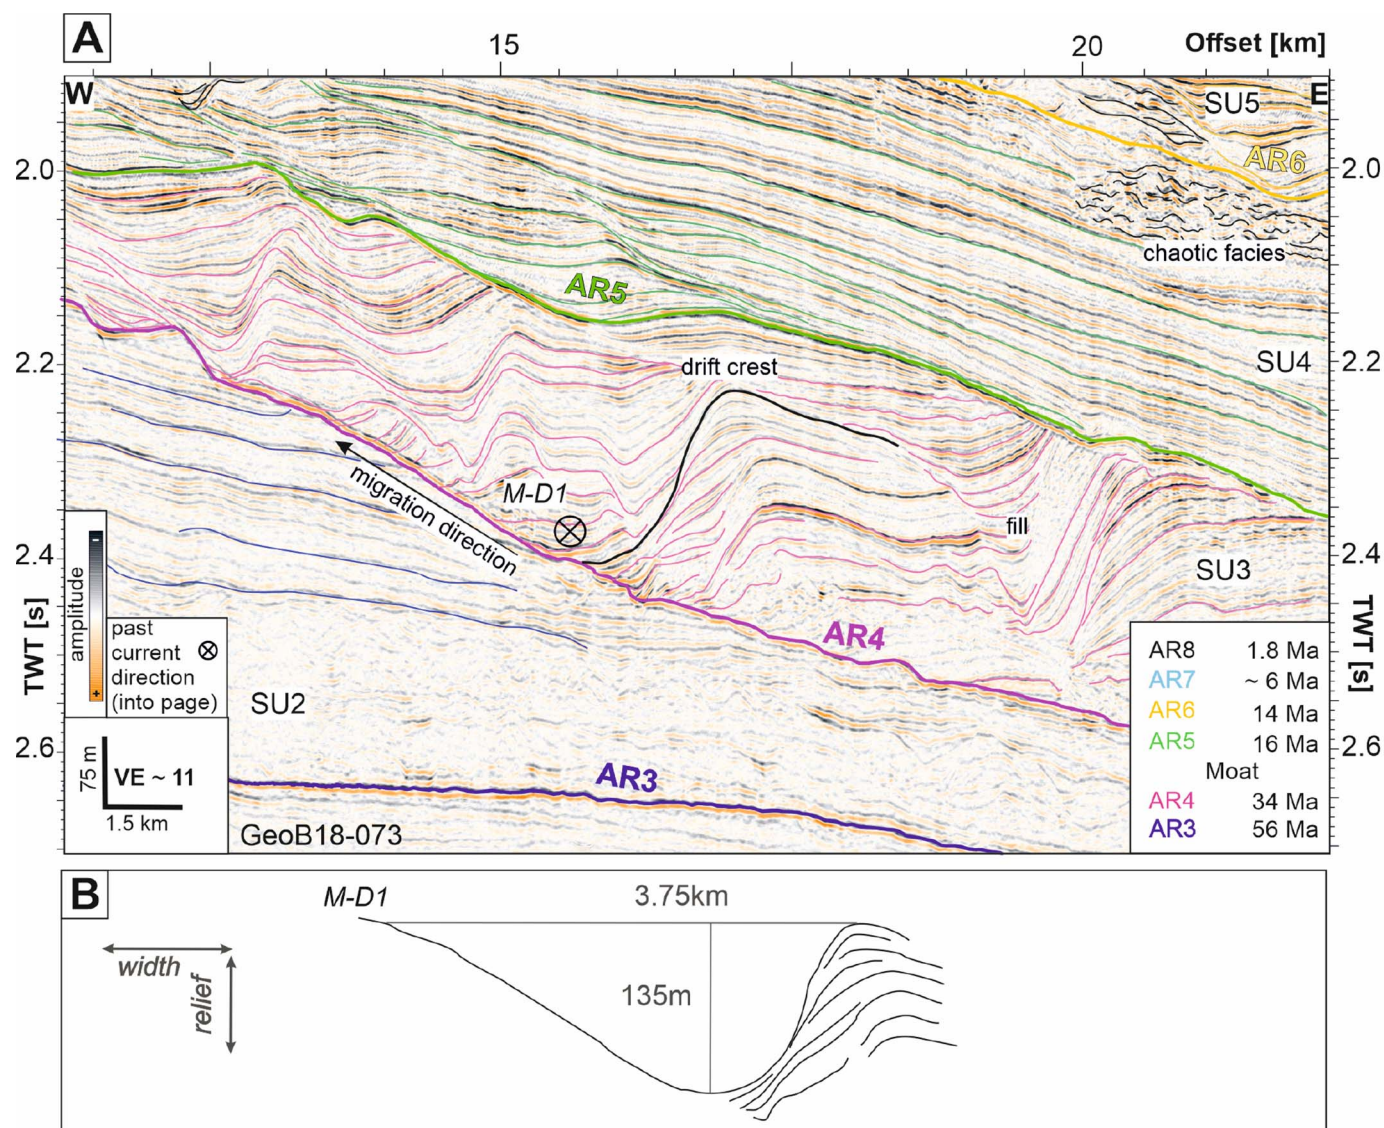 A
15
20
Offset [km]
W
SU5
E
AR6
2.0
2.0
chaotic facies
AR5
SU4
2.2
2.2
drift crest
M-D1
migration direction
fill
2.4
2.4
SU3
amplitude
-
+
TWT [s]
TWT [s]
past
current
direction
(into page)
AR4
SU2
AR8 1.8 Ma
AR7 ~ 6 Ma
AR6 14 Ma
AR5 16 Ma
Moat
AR4 34 Ma
AR3 56 Ma
2.6
2.6
75 m
VE ~ 11
1.5 km
AR3
GeoB18-073
B
M-D1
3.75km
width
relief
135m